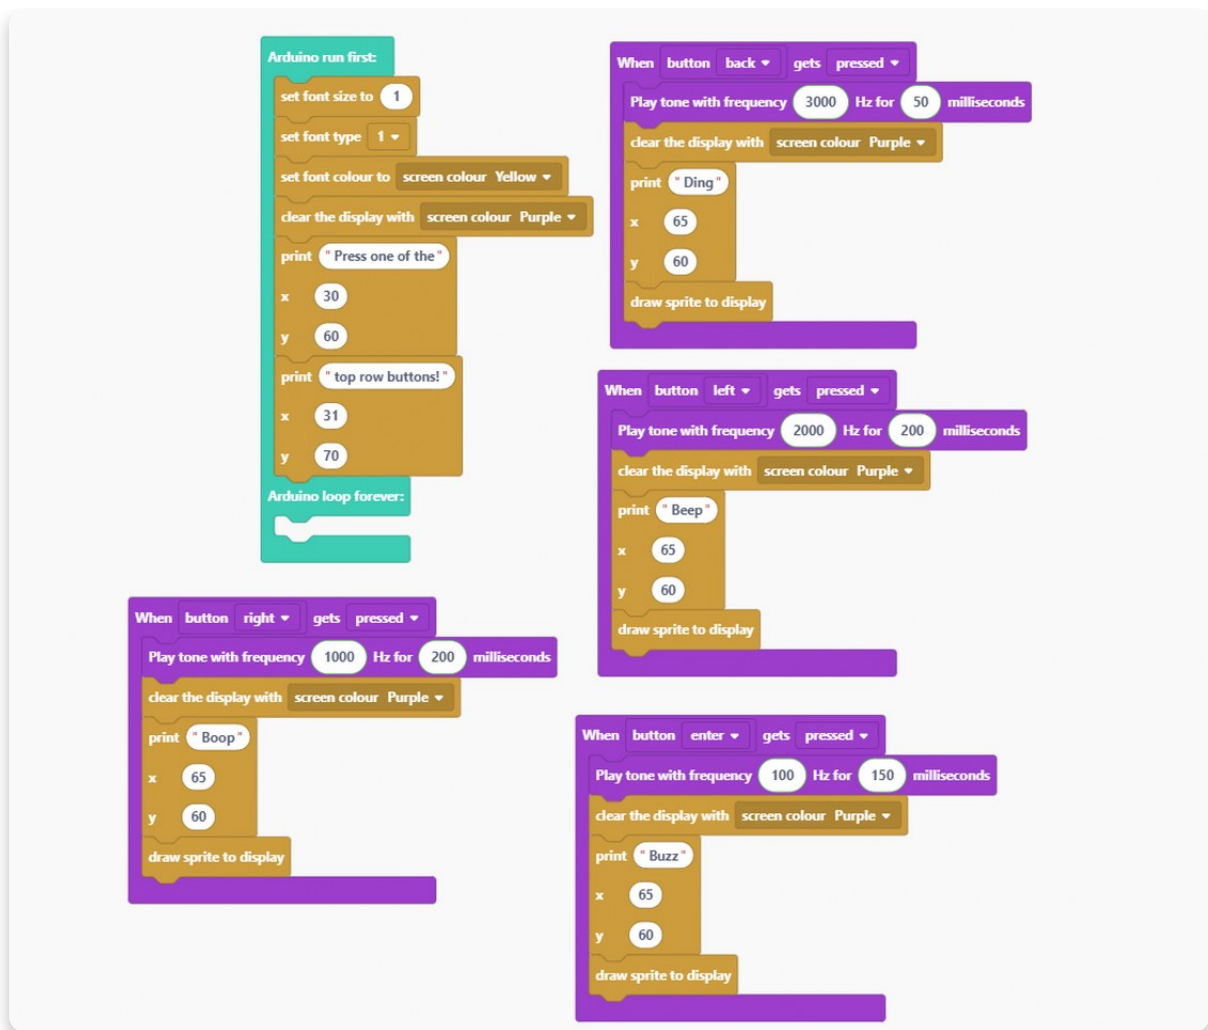 Arduino run first:
set font size to 1
set font type 1
set font colour to screen colour Yellow
clear the display with screen colour Purple
print " Press one of the "
x 30
y 60
print " top row buttons! "
x 31
y 70
Arduino loop forever:
When button back gets pressed
Play tone with frequency 3000 Hz for 50 milliseconds
clear the display with screen colour Purple
print " Ding "
x 65
y 60
draw sprite to display
When button left gets pressed
Play tone with frequency 2000 Hz for 200 milliseconds
clear the display with screen colour Purple
print " Beep "
x 65
y 60
draw sprite to display
When button right gets pressed
Play tone with frequency 1000 Hz for 200 milliseconds
clear the display with screen colour Purple
print " Boop "
x 65
y 60
draw sprite to display
When button enter gets pressed
Play tone with frequency 100 Hz for 150 milliseconds
clear the display with screen colour Purple
print " Buzz "
x 65
y 60
draw sprite to display